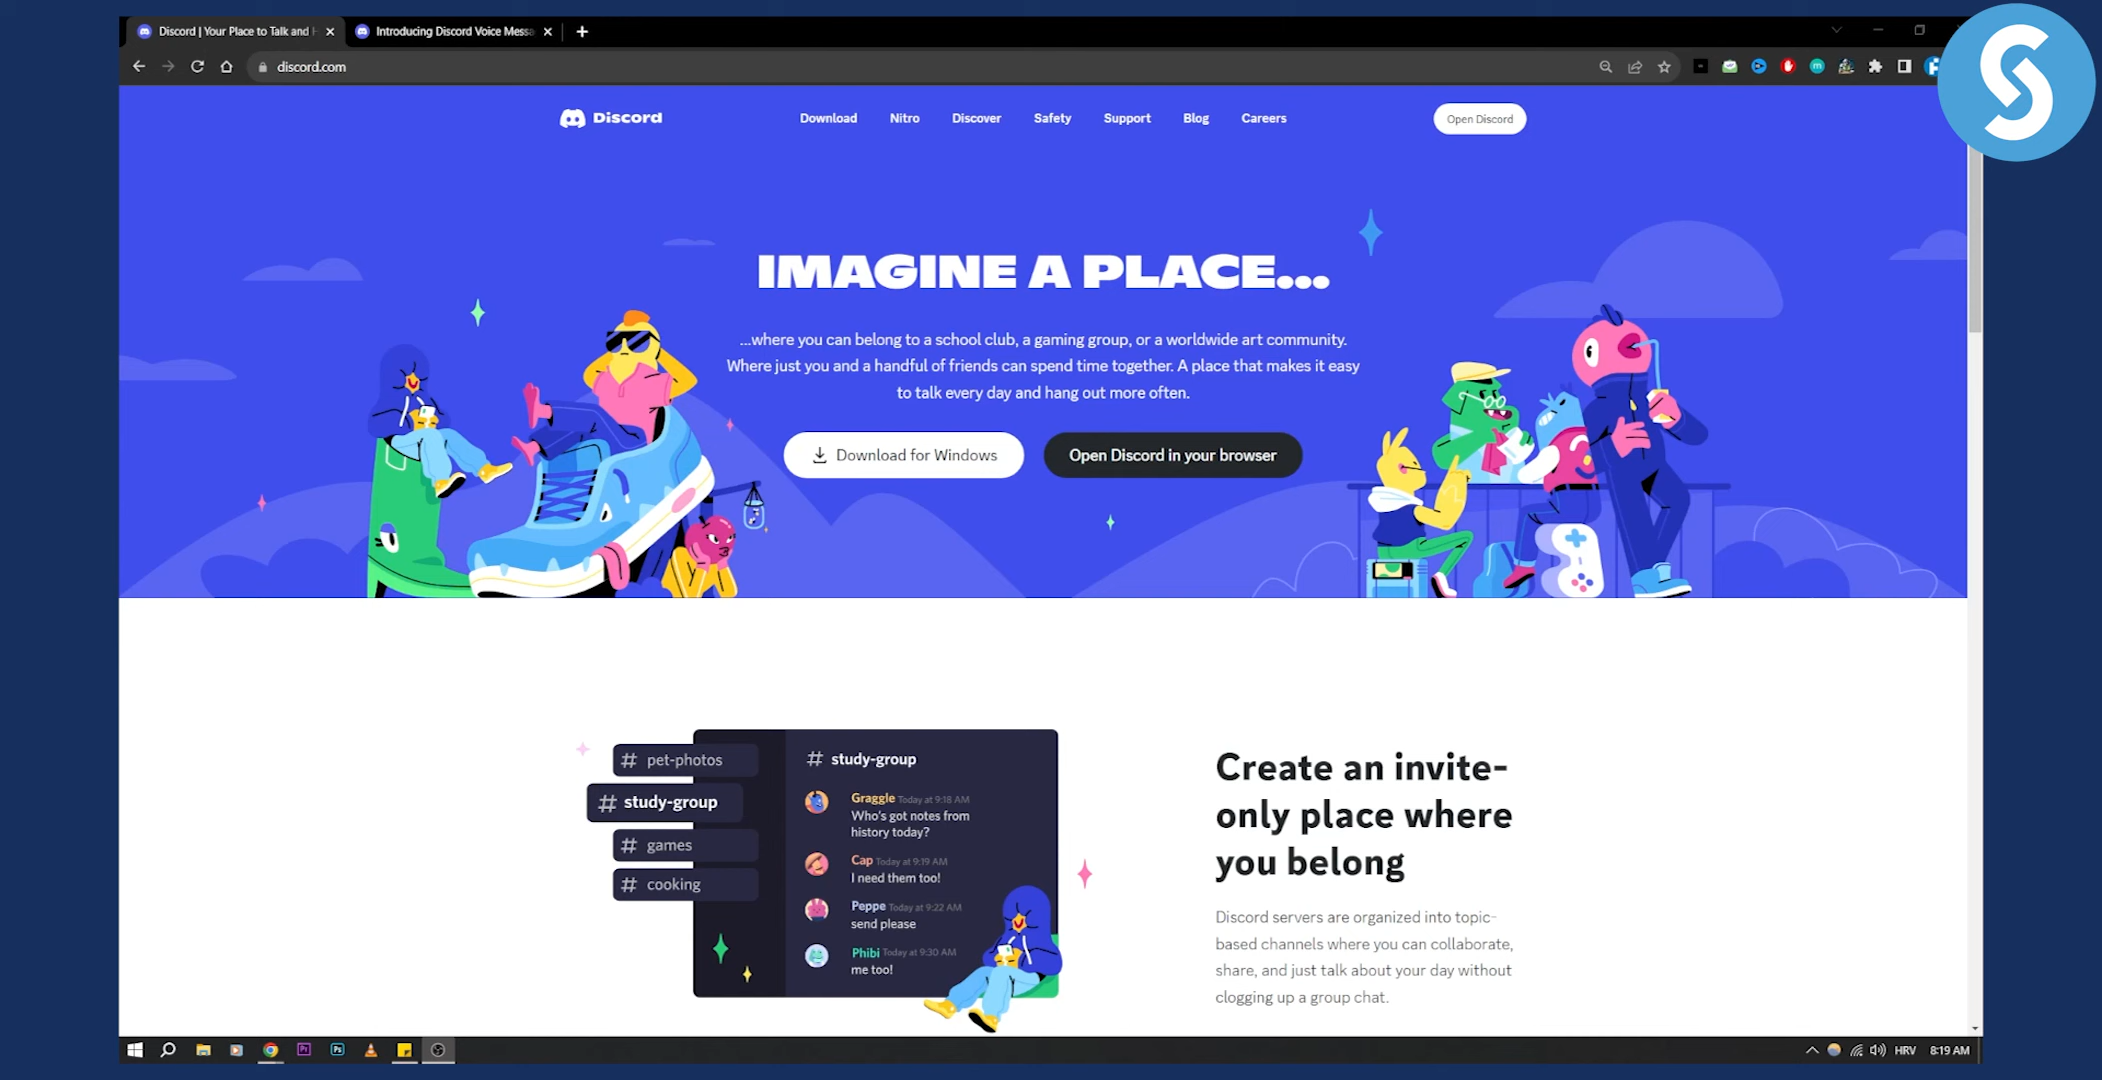 Discord | Your Place to Talk and H
Introducing Discord Voice Messa
discord.com
Discord
Download
Nitro
Discover
Safety
Support
Blog
Careers
Open Discord
IMAGINE A PLACE...
...where you can belong to a school club, a gaming group, or a worldwide art community.
Where just you and a handful of friends can spend time together. A place that makes it easy
to talk every day and hang out more often.
Download for Windows
Open Discord in your browser
# pet-photos
# study-group
# games
# cooking
# study-group
Graggle Today at 9:18 AM
Who's got notes from
history today?
Cap Today at 9:19 AM
I need them too!
Peppe Today at 9:22 AM
send please
Phibi Today at 9:30 AM
me too!
Create an invite-
only place where
you belong
Discord servers are organized into topic-
based channels where you can collaborate,
share, and just talk about your day without
clogging up a group chat.
Pr
Ps
HRV
8:19 AM